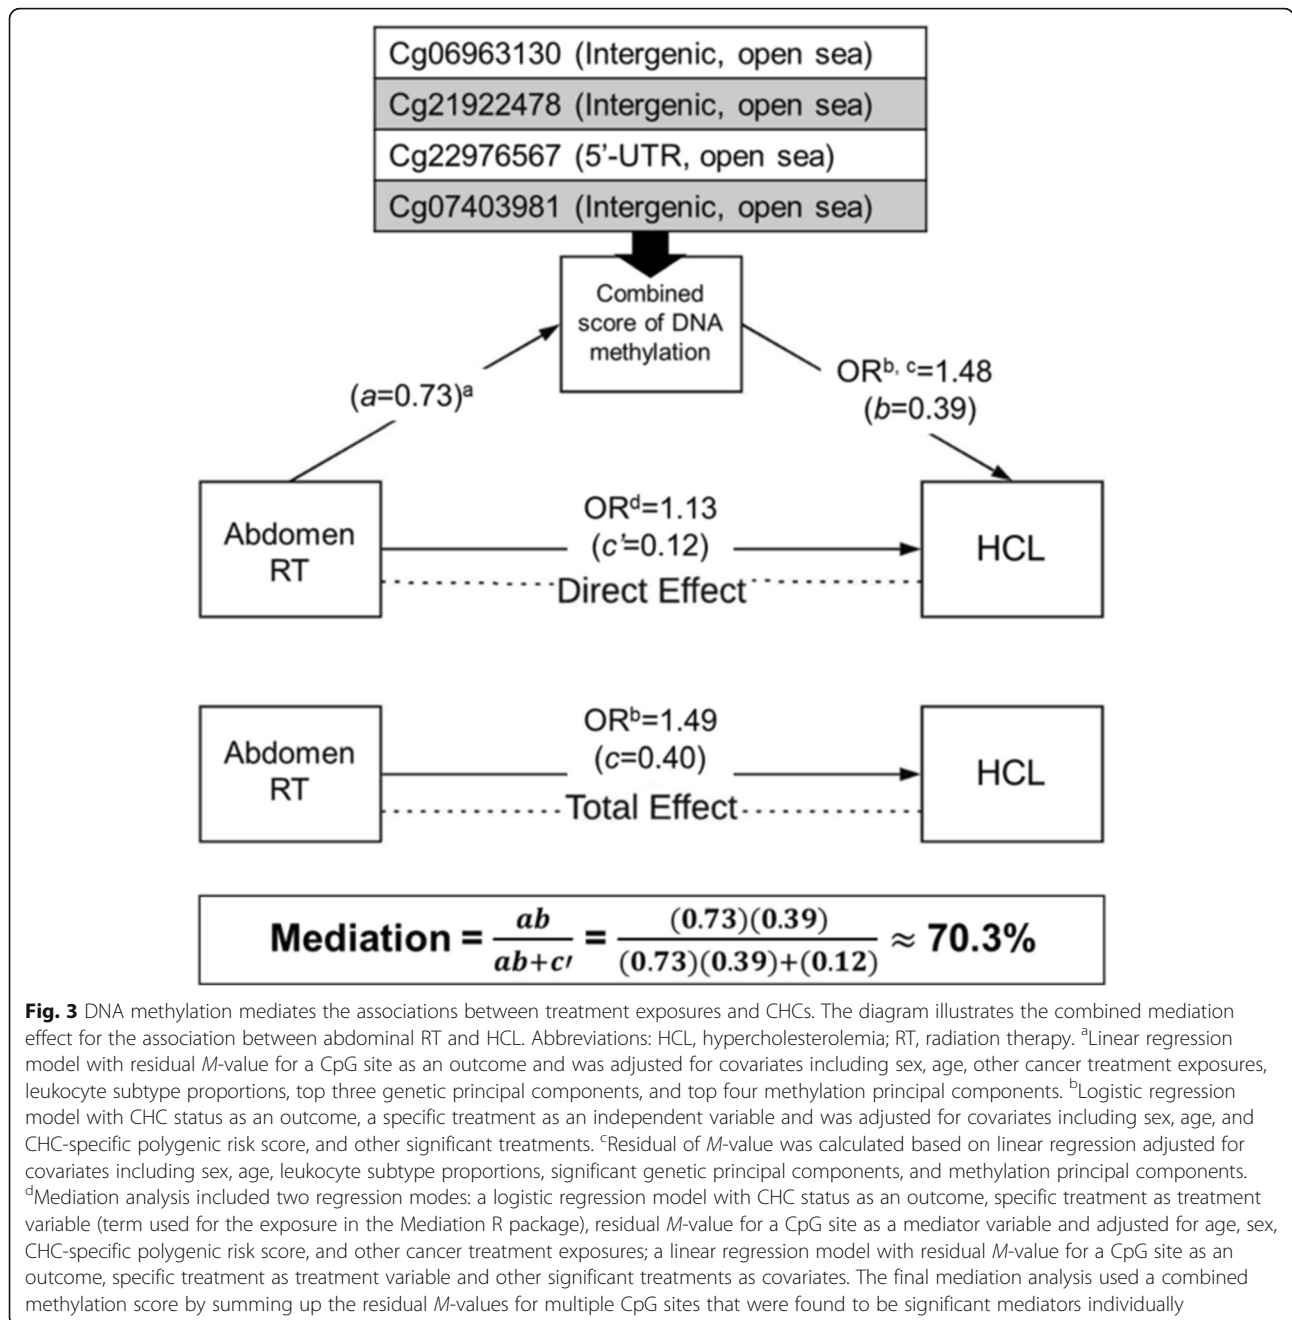 Cg06963130 (Intergenic, open sea)
Cg21922478 (Intergenic, open sea)
Cg22976567 (5'-UTR, open sea)
Cg07403981 (Intergenic, open sea)
Combined
score of DNA
methylation
(a=0.73)a
ORb, c=1.48
(b=0.39)
Abdomen
RT
ORd=1.13
(c'=0.12)
Direct Effect
HCL
Abdomen
RT
ORb=1.49
(c=0.40)
Total Effect
HCL
Mediation = ab/ab+c′ = (0.73)(0.39)/(0.73)(0.39)+(0.12) ≈ 70.3%
Fig. 3 DNA methylation mediates the associations between treatment exposures and CHCs. The diagram illustrates the combined mediation
effect for the association between abdominal RT and HCL. Abbreviations: HCL, hypercholesterolemia; RT, radiation therapy. aLinear regression
model with residual M-value for a CpG site as an outcome and was adjusted for covariates including sex, age, other cancer treatment exposures,
leukocyte subtype proportions, top three genetic principal components, and top four methylation principal components. bLogistic regression
model with CHC status as an outcome, a specific treatment as an independent variable and was adjusted for covariates including sex, age, and
CHC-specific polygenic risk score, and other significant treatments. cResidual of M-value was calculated based on linear regression adjusted for
covariates including sex, age, leukocyte subtype proportions, significant genetic principal components, and methylation principal components.
dMediation analysis included two regression modes: a logistic regression model with CHC status as an outcome, specific treatment as treatment
variable (term used for the exposure in the Mediation R package), residual M-value for a CpG site as a mediator variable and adjusted for age, sex,
CHC-specific polygenic risk score, and other cancer treatment exposures; a linear regression model with residual M-value for a CpG site as an
outcome, specific treatment as treatment variable and other significant treatments as covariates. The final mediation analysis used a combined
methylation score by summing up the residual M-values for multiple CpG sites that were found to be significant mediators individually